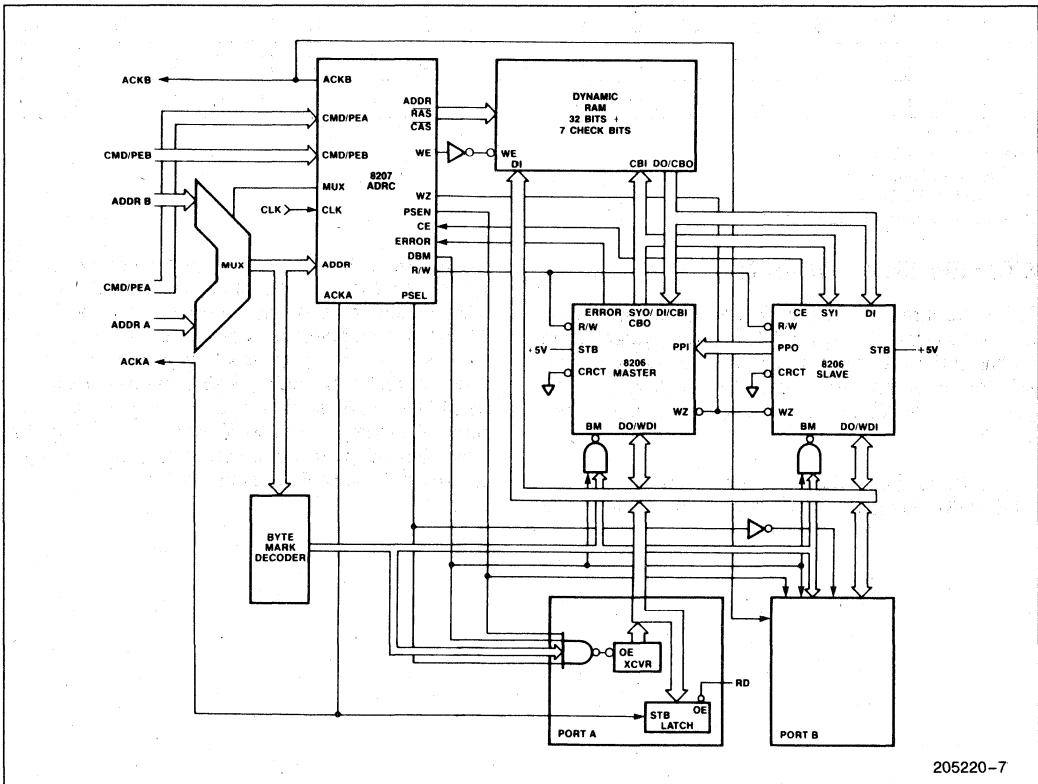 ACKB
CMD/PEB
ADDR B
CMD/PEA
ADDR A
ACKA
MUX
CLK
ACKB
CMD/PEA
CMD/PEB
MUX
CLK
ADDR
ACKA
8207
ADRC
ADDR
RAS
CAS
WE
WZ
PSEN
CE
ERROR
DBM
R/W
PSEL
DYNAMIC
RAM
32 BITS +
7 CHECK BITS
WE
DI
CBI
DO/CBO
ERROR
SYO/
CBO
DI/CBI
R/W
+5V
STB
CRCT
8206
MASTER
PPI
WZ
BM
DO/WDI
CE
SYI
DI
R/W
PPO
STB
+5V
8206
SLAVE
CRCT
WZ
BM
DO/WDI
BYTE
MARK
DECODER
OE
XCVR
RD
OE
STB
LATCH
PORT A
PORT B
205220-7